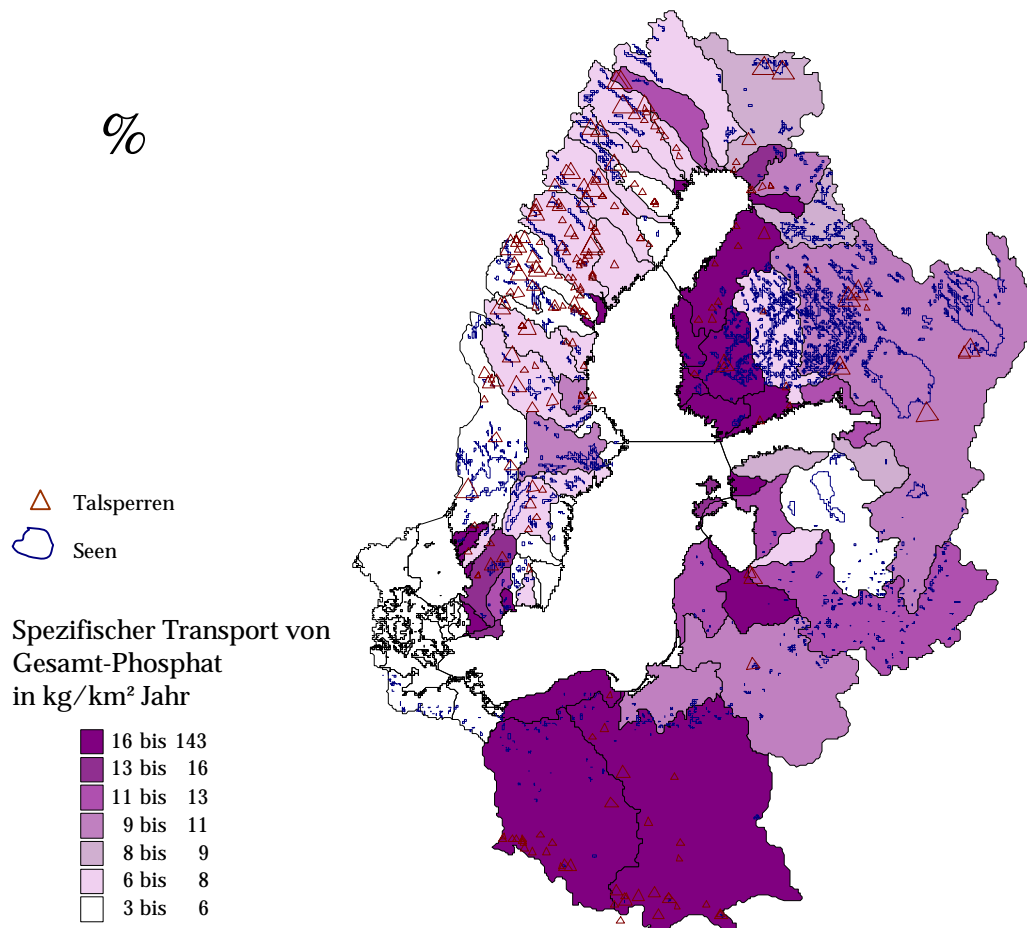 %
Talsperren
Seen
Spezifischer Transport von
Gesamt-Phosphat
in kg/km² Jahr
16 bis 143
13 bis 16
11 bis 13
9 bis 11
8 bis 9
6 bis 8
3 bis 6